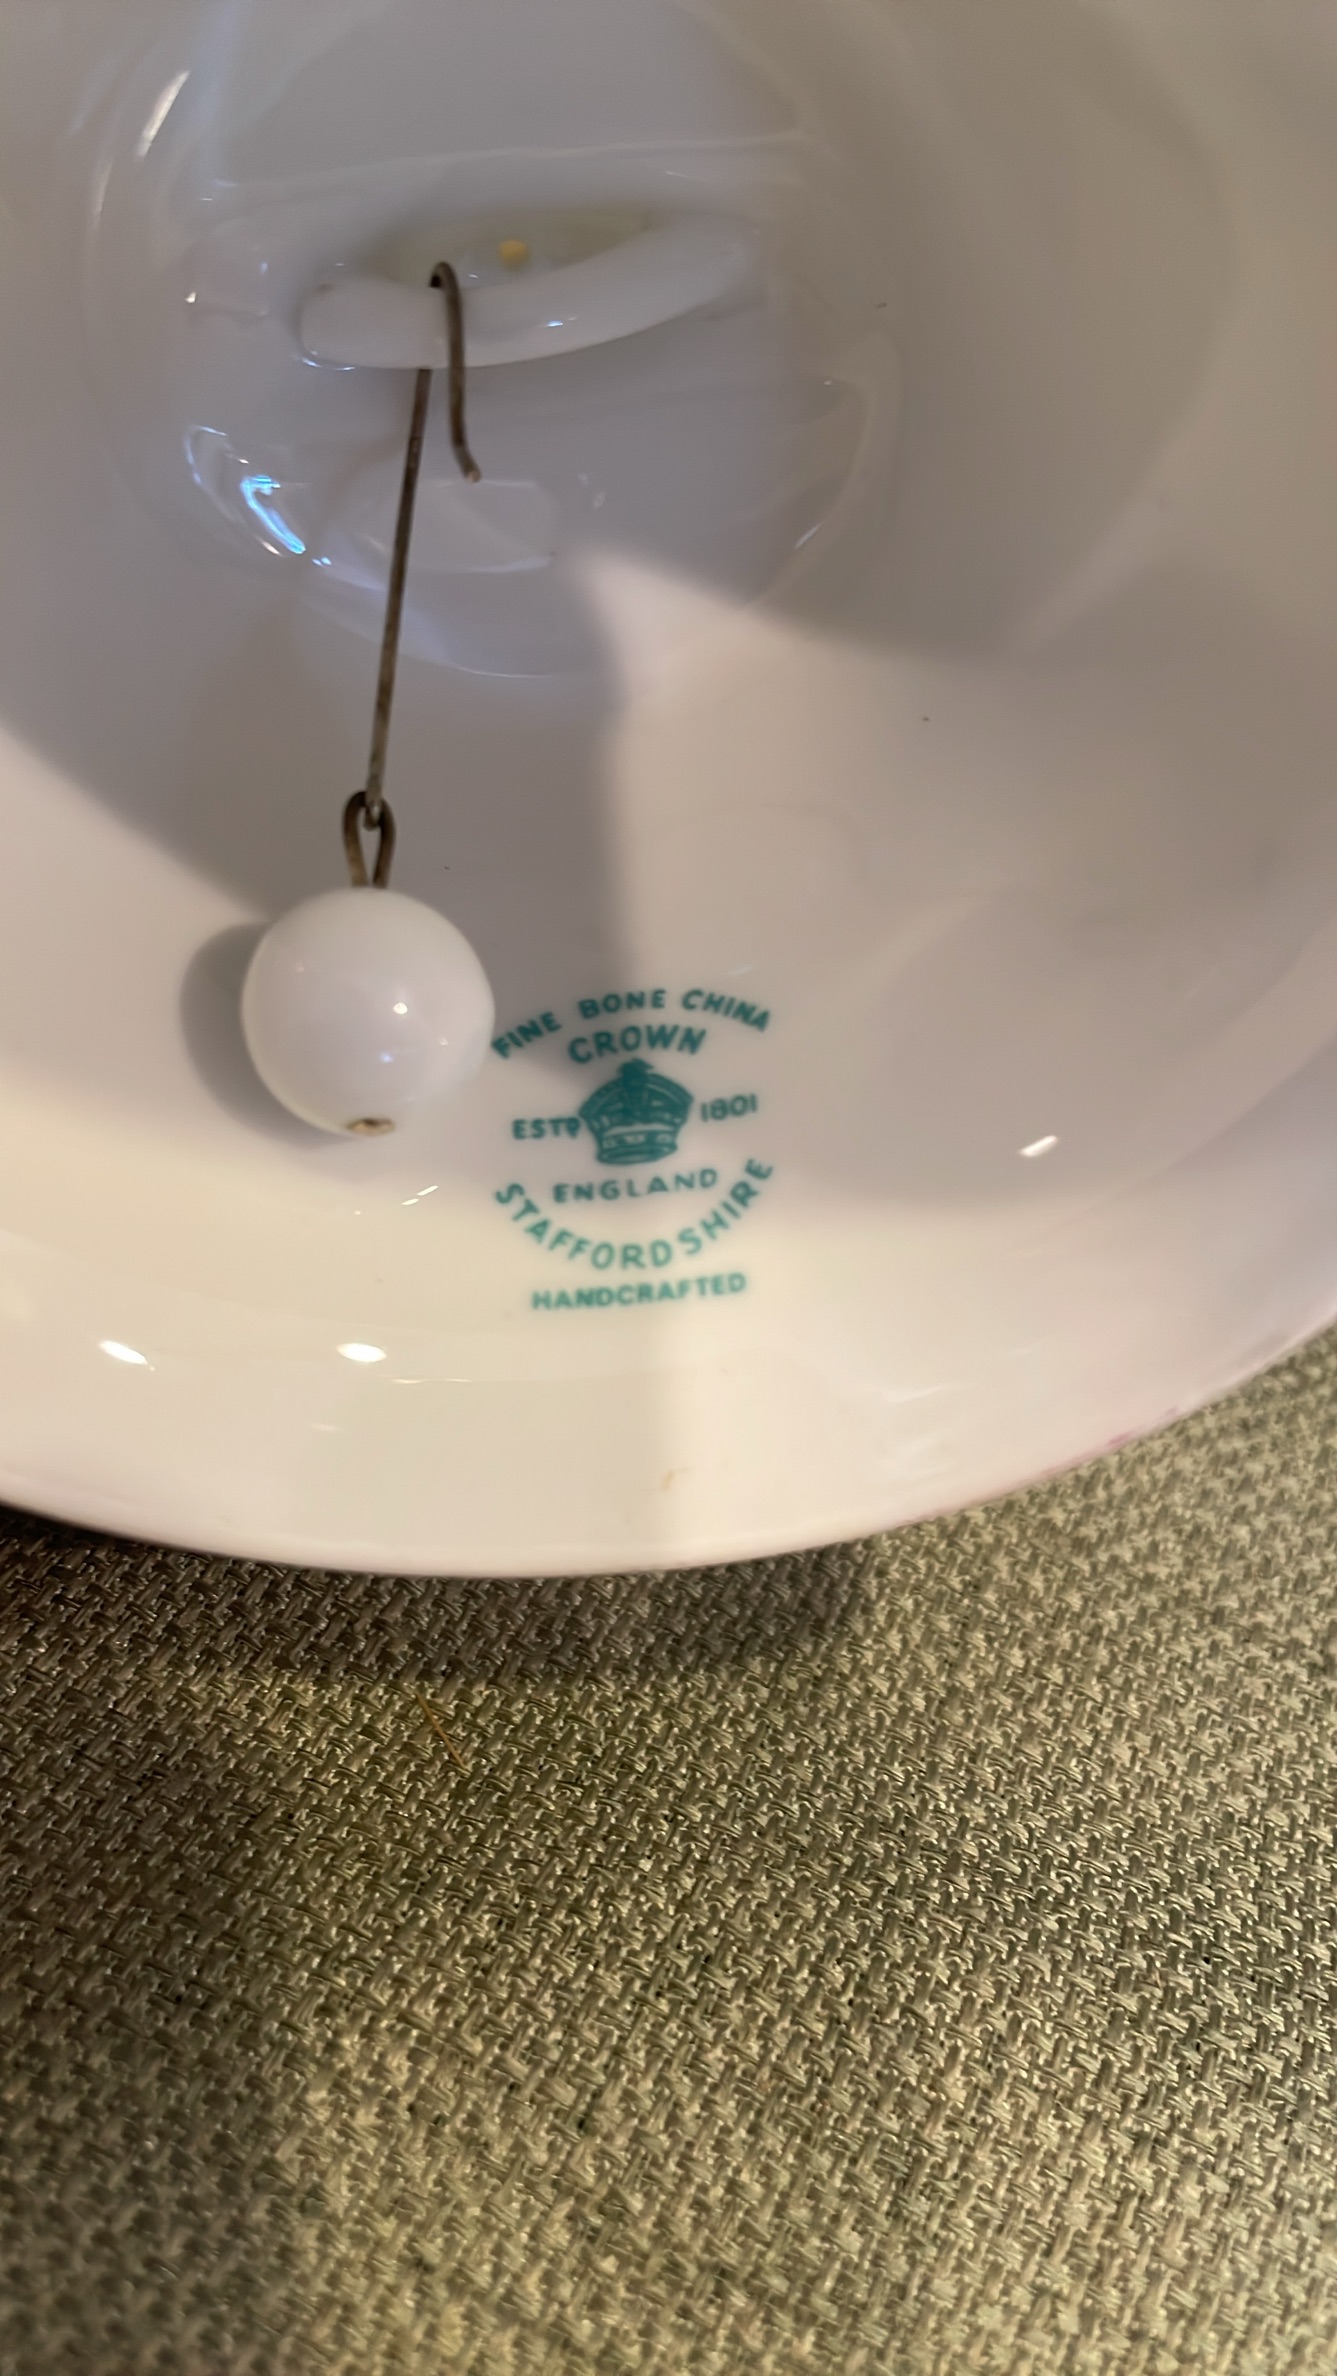 FINE BONE CHINA
CROWN
ESTD 1801
ENGLAND
STAFFORDSHIRE
HANDCRAFTED